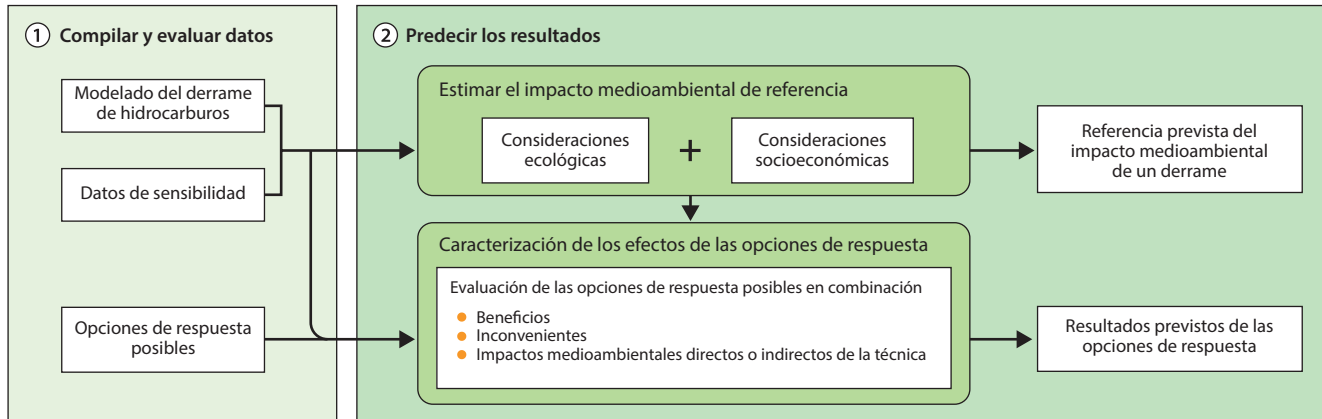 1 Compilar y evaluar datos
Modelado del derrame
de hidrocarburos
Datos de sensibilidad
Opciones de respuesta
posibles
2 Predecir los resultados
Estimar el impacto medioambiental de referencia
Consideraciones
ecológicas
+
Consideraciones
socioeconómicas
Referencia prevista del
impacto medioambiental
de un derrame
Caracterización de los efectos de las opciones de respuesta
Evaluación de las opciones de respuesta posibles en combinación
Beneficios
Inconvenientes
Impactos medioambientales directos o indirectos de la técnica
Resultados previstos de las
opciones de respuesta